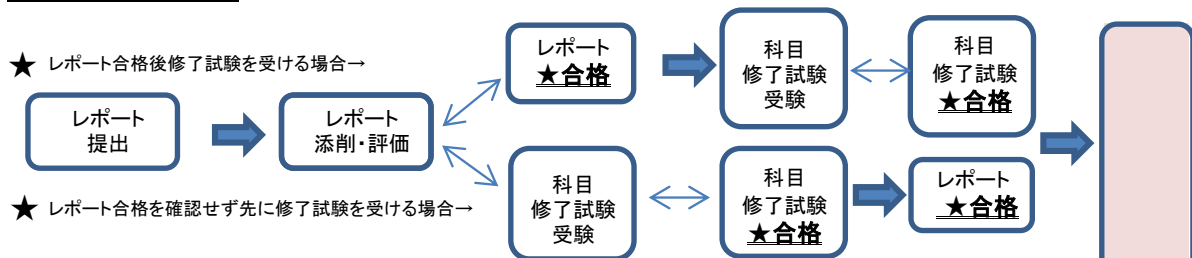 ★ レポート合格後修了試験を受ける場合→
レポート
提出
レポート
添削・評価
レポート
★合格
科目
修了試験
受験
科目
修了試験
★合格
★ レポート合格を確認せず先に修了試験を受ける場合→
科目
修了試験
受験
科目
修了試験
★合格
レポート
★合格